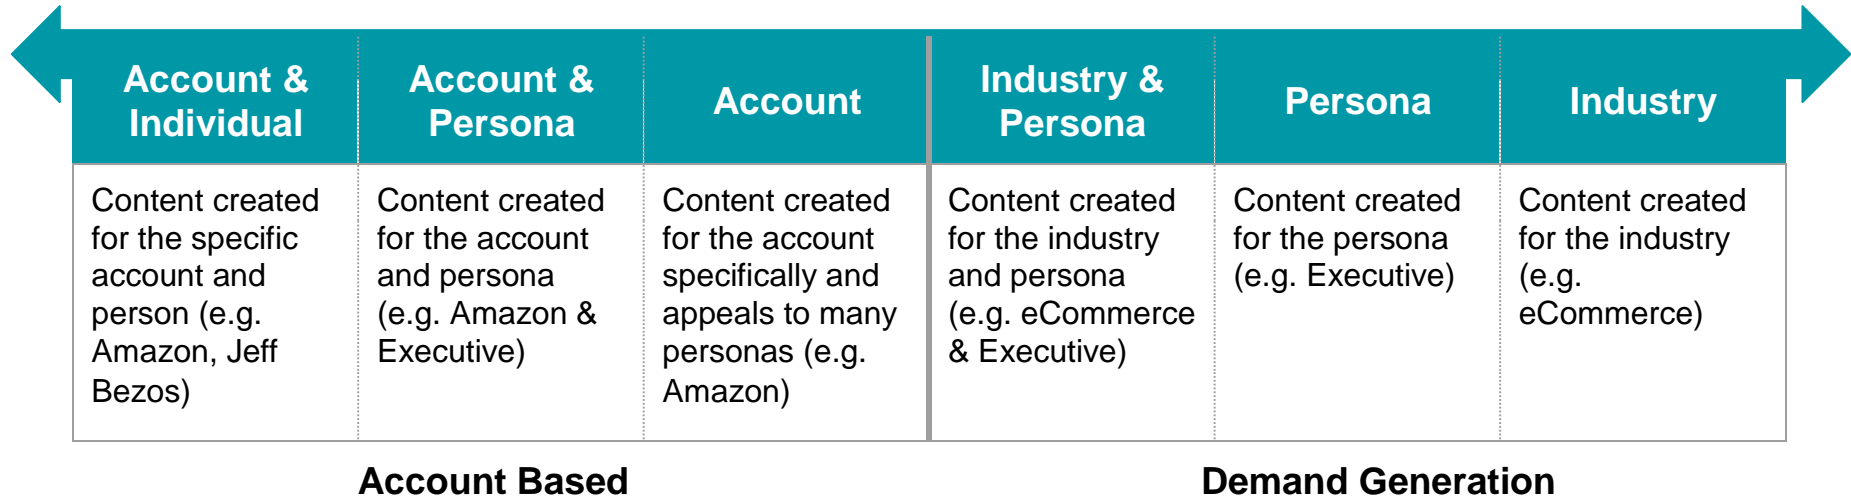 Account &
Individual
Account &
Persona
Account
Industry &
Persona
Persona
Industry
Content created
for the specific
account and
person (e.g.
Amazon, Jeff
Bezos)
Content created
for the account
and persona
(e.g. Amazon &
Executive)
Content created
for the account
specifically and
appeals to many
personas (e.g.
Amazon)
Content created
for the industry
and persona
(e.g. eCommerce
& Executive)
Content created
for the persona
(e.g. Executive)
Content created
for the industry
(e.g.
eCommerce)
Account Based
Demand Generation